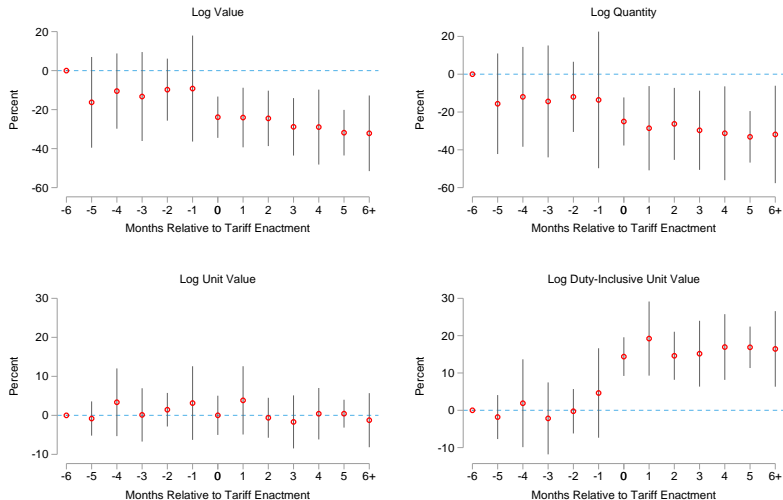 Log Value
Percent
20
0
-20
-40
-60
-6 -5 -4 -3 -2 -1 0 1 2 3 4 5 6+
Months Relative to Tariff Enactment
Log Quantity
Percent
20
0
-20
-40
-60
-6 -5 -4 -3 -2 -1 0 1 2 3 4 5 6+
Months Relative to Tariff Enactment
Log Unit Value
Percent
30
20
10
0
-10
-6 -5 -4 -3 -2 -1 0 1 2 3 4 5 6+
Months Relative to Tariff Enactment
Log Duty-Inclusive Unit Value
Percent
30
20
10
0
-10
-6 -5 -4 -3 -2 -1 0 1 2 3 4 5 6+
Months Relative to Tariff Enactment